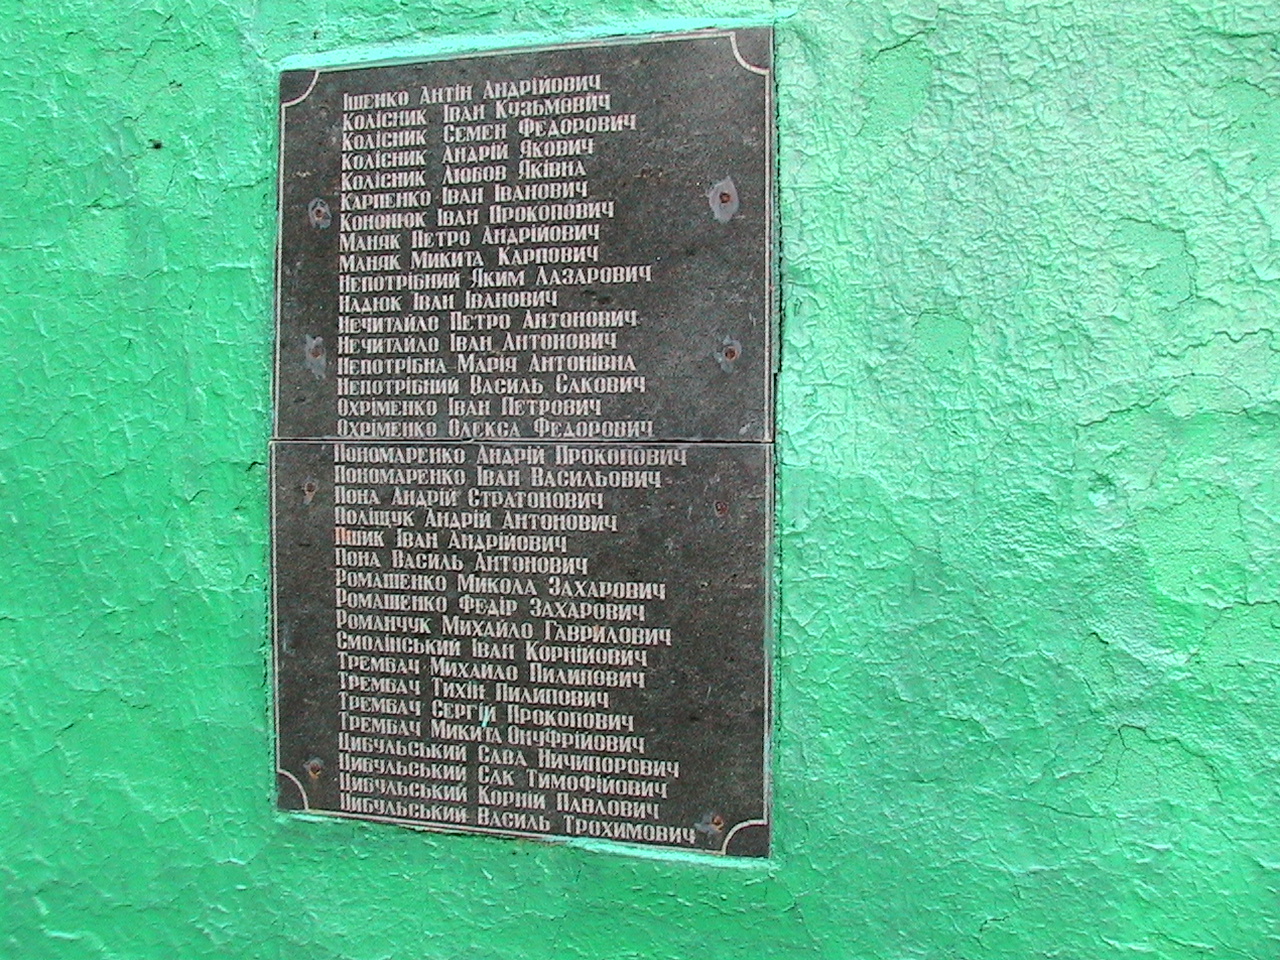 Іщенко Антін Андрійович
Колісник Іван Кузьмович
Колісник Семен Федорович
Колісник Андрій Якович
Колісник Любов Яківна
Карпенко Іван Іванович
Кононюк Іван Прокопович
Маняк Петро Андрійович
Маняк Микита Карпович
Непотрібний Яким Лазарович
Надюк Іван Іванович
Нечитайло Петро Антонович
Нечитайло Іван Антонович
Непотрібна Марія Антонівна
Непотрібний Василь Сакович
Охріменко Іван Петрович
Охріменко Олекса Федорович
Пономаренко Андрій Прокопович
Пономаренко Іван Васильович
Пона Андрій Стратонович
Поліщук Андрій Антонович
Пшик Іван Андрійович
Пона Василь Антонович
Ромашенко Микола Захарович
Ромашенко Федір Захарович
Романчук Михайло Гаврилович
Смолінський Іван Корнійович
Трембач Михайло Пилипович
Трембач Тихін Пилипович
Трембач Сергій Прокопович
Трембач Микита Онуфрійович
Цибульський Сава Ничипорович
Цибульський Сак Тимофійович
Цибульський Корній Павлович
Цибульський Василь Трохимович